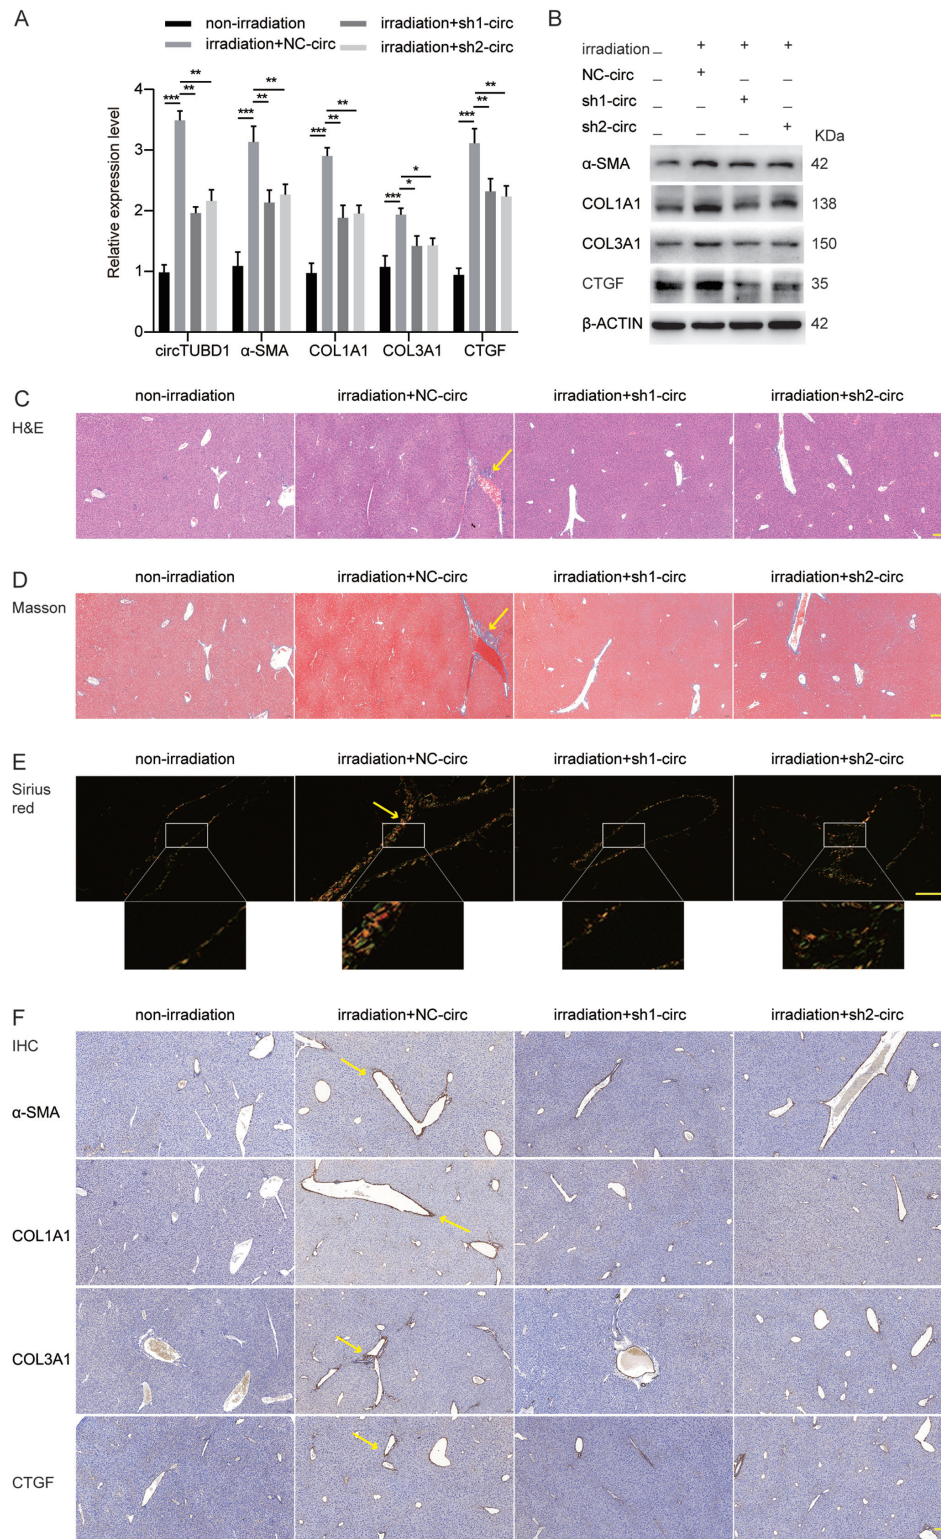 A
non-irradiation
irradiation+NC-circ
irradiation+sh1-circ
irradiation+sh2-circ
Relative expression level
4
3
2
1
0
*** ** **
*** ** **
*** ** **
*** * *
*** ** **
circTUBD1 α-SMA COL1A1 COL3A1 CTGF
B
irradiation – + + +
NC-circ – + – –
sh1-circ – – + –
sh2-circ – – – +
KDa
α-SMA 42
COL1A1 138
COL3A1 150
CTGF 35
β-ACTIN 42
C
non-irradiation irradiation+NC-circ irradiation+sh1-circ irradiation+sh2-circ
H&E
D
non-irradiation irradiation+NC-circ irradiation+sh1-circ irradiation+sh2-circ
Masson
E
non-irradiation irradiation+NC-circ irradiation+sh1-circ irradiation+sh2-circ
Sirius
red
F
non-irradiation irradiation+NC-circ irradiation+sh1-circ irradiation+sh2-circ
IHC
α-SMA
COL1A1
COL3A1
CTGF